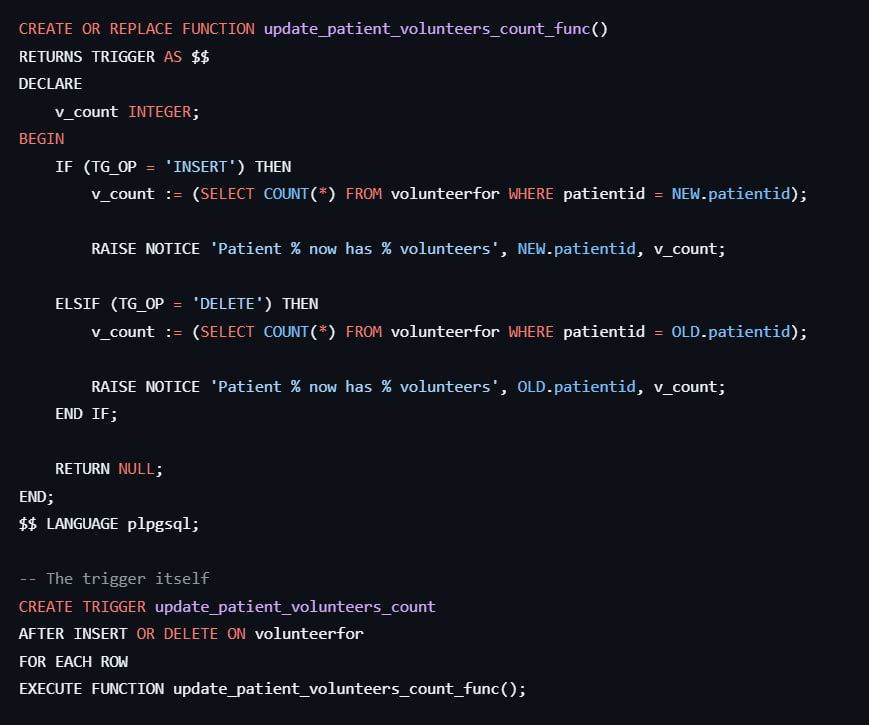 CREATE OR REPLACE FUNCTION update_patient_volunteers_count_func()
RETURNS TRIGGER AS $$
DECLARE
    v_count INTEGER;
BEGIN
    IF (TG_OP = 'INSERT') THEN
        v_count := (SELECT COUNT(*) FROM volunteerfor WHERE patientid = NEW.patientid);

        RAISE NOTICE 'Patient % now has % volunteers', NEW.patientid, v_count;

    ELSIF (TG_OP = 'DELETE') THEN
        v_count := (SELECT COUNT(*) FROM volunteerfor WHERE patientid = OLD.patientid);

        RAISE NOTICE 'Patient % now has % volunteers', OLD.patientid, v_count;
    END IF;

    RETURN NULL;
END;
$$ LANGUAGE plpgsql;

-- The trigger itself
CREATE TRIGGER update_patient_volunteers_count
AFTER INSERT OR DELETE ON volunteerfor
FOR EACH ROW
EXECUTE FUNCTION update_patient_volunteers_count_func();